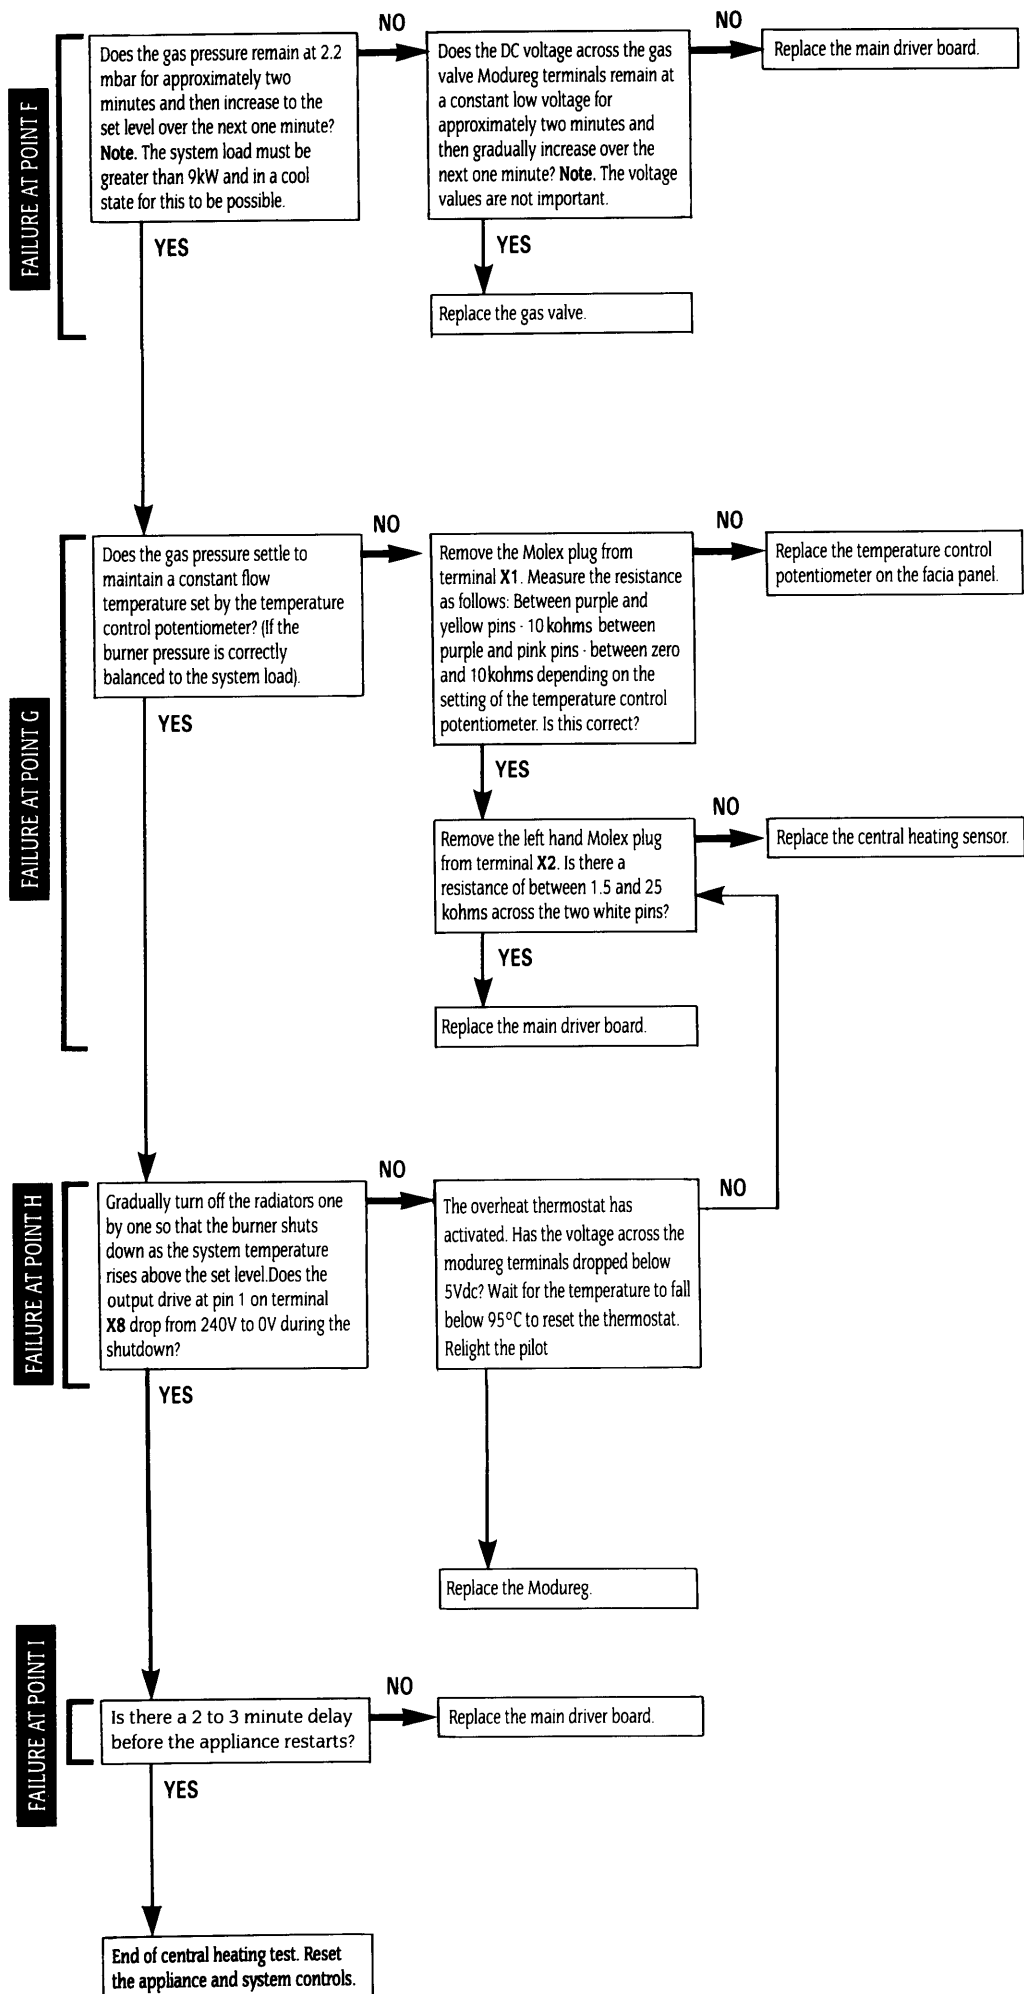 FAILURE AT POINT F
Does the gas pressure remain at 2.2
mbar for approximately two
minutes and then increase to the
set level over the next one minute?
Note. The system load must be
greater than 9kW and in a cool
state for this to be possible.
NO
Does the DC voltage across the gas
valve Modureg terminals remain at
a constant low voltage for
approximately two minutes and
then gradually increase over the
next one minute? Note. The voltage
values are not important.
NO
Replace the main driver board.
YES
YES
Replace the gas valve.
FAILURE AT POINT G
Does the gas pressure settle to
maintain a constant flow
temperature set by the temperature
control potentiometer? (If the
burner pressure is correctly
balanced to the system load).
NO
Remove the Molex plug from
terminal X1. Measure the resistance
as follows: Between purple and
yellow pins - 10 kohms between
purple and pink pins - between zero
and 10kohms depending on the
setting of the temperature control
potentiometer. Is this correct?
NO
Replace the temperature control
potentiometer on the facia panel.
YES
YES
Remove the left hand Molex plug
from terminal X2. Is there a
resistance of between 1.5 and 25
kohms across the two white pins?
NO
Replace the central heating sensor.
YES
Replace the main driver board.
FAILURE AT POINT H
Gradually turn off the radiators one
by one so that the burner shuts
down as the system temperature
rises above the set level.Does the
output drive at pin 1 on terminal
X8 drop from 240V to 0V during the
shutdown?
NO
The overheat thermostat has
activated. Has the voltage across the
modureg terminals dropped below
5Vdc? Wait for the temperature to fall
below 95°C to reset the thermostat.
Relight the pilot
NO
YES
Replace the Modureg.
FAILURE AT POINT I
Is there a 2 to 3 minute delay
before the appliance restarts?
NO
Replace the main driver board.
YES
End of central heating test. Reset
the appliance and system controls.